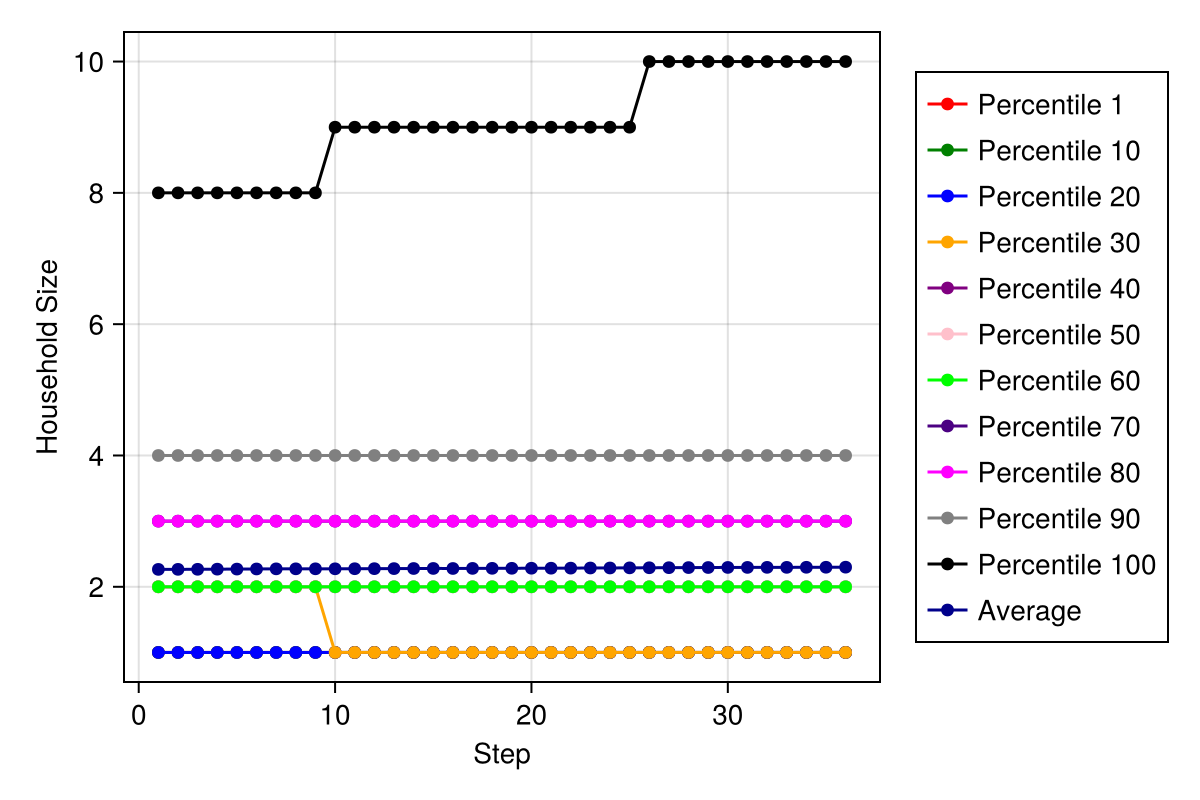 10
8
6
4
2
Household Size
0 10 20 30
Step
Percentile 1
Percentile 10
Percentile 20
Percentile 30
Percentile 40
Percentile 50
Percentile 60
Percentile 70
Percentile 80
Percentile 90
Percentile 100
Average